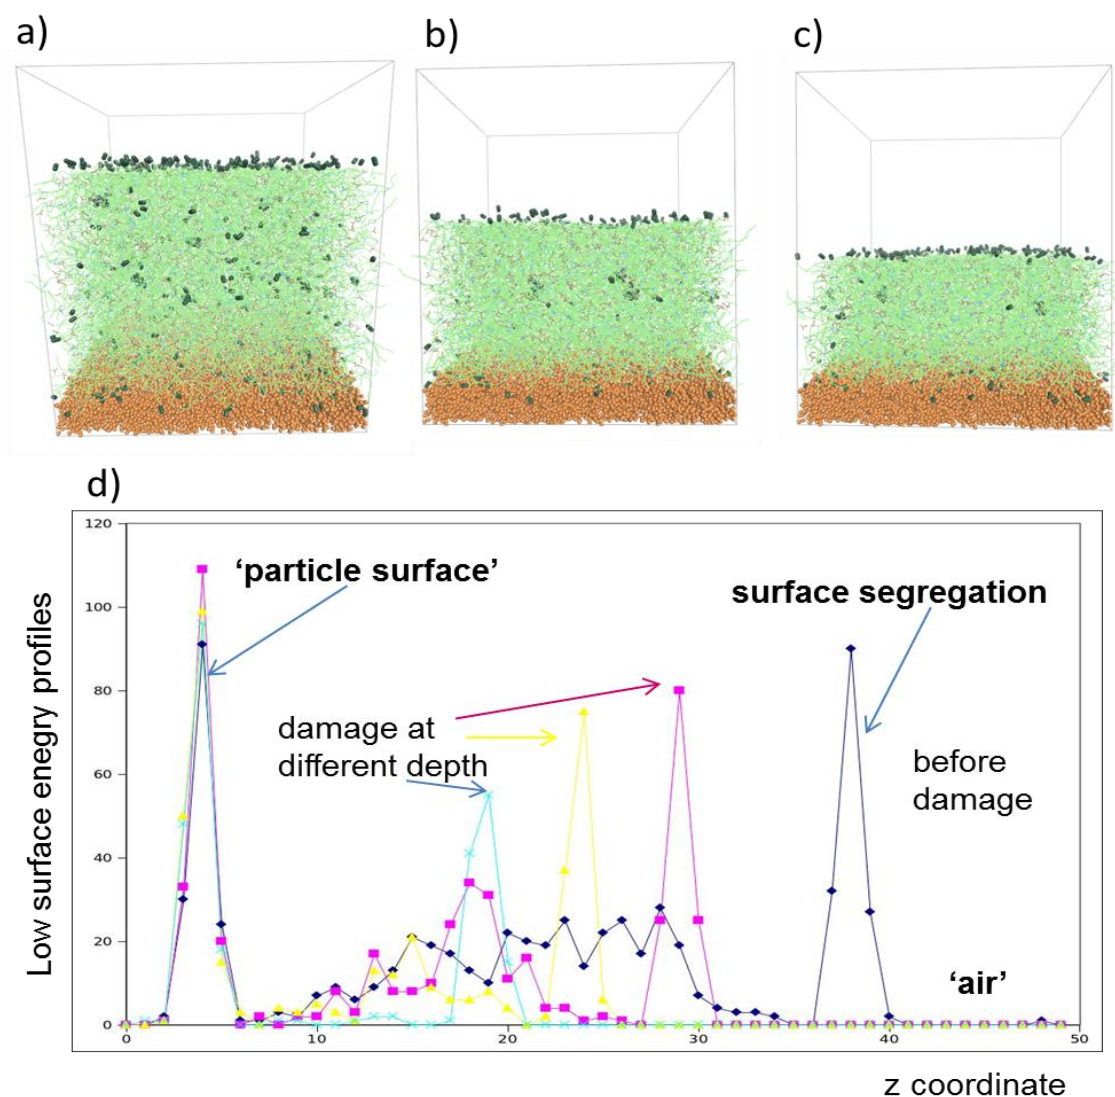 a)
b)
c)
d)
120
100
80
60
40
20
0
0
10
20
30
40
50
Low surface enegry profiles
‘particle surface’
surface segregation
damage at
different depth
before
damage
‘air’
z coordinate